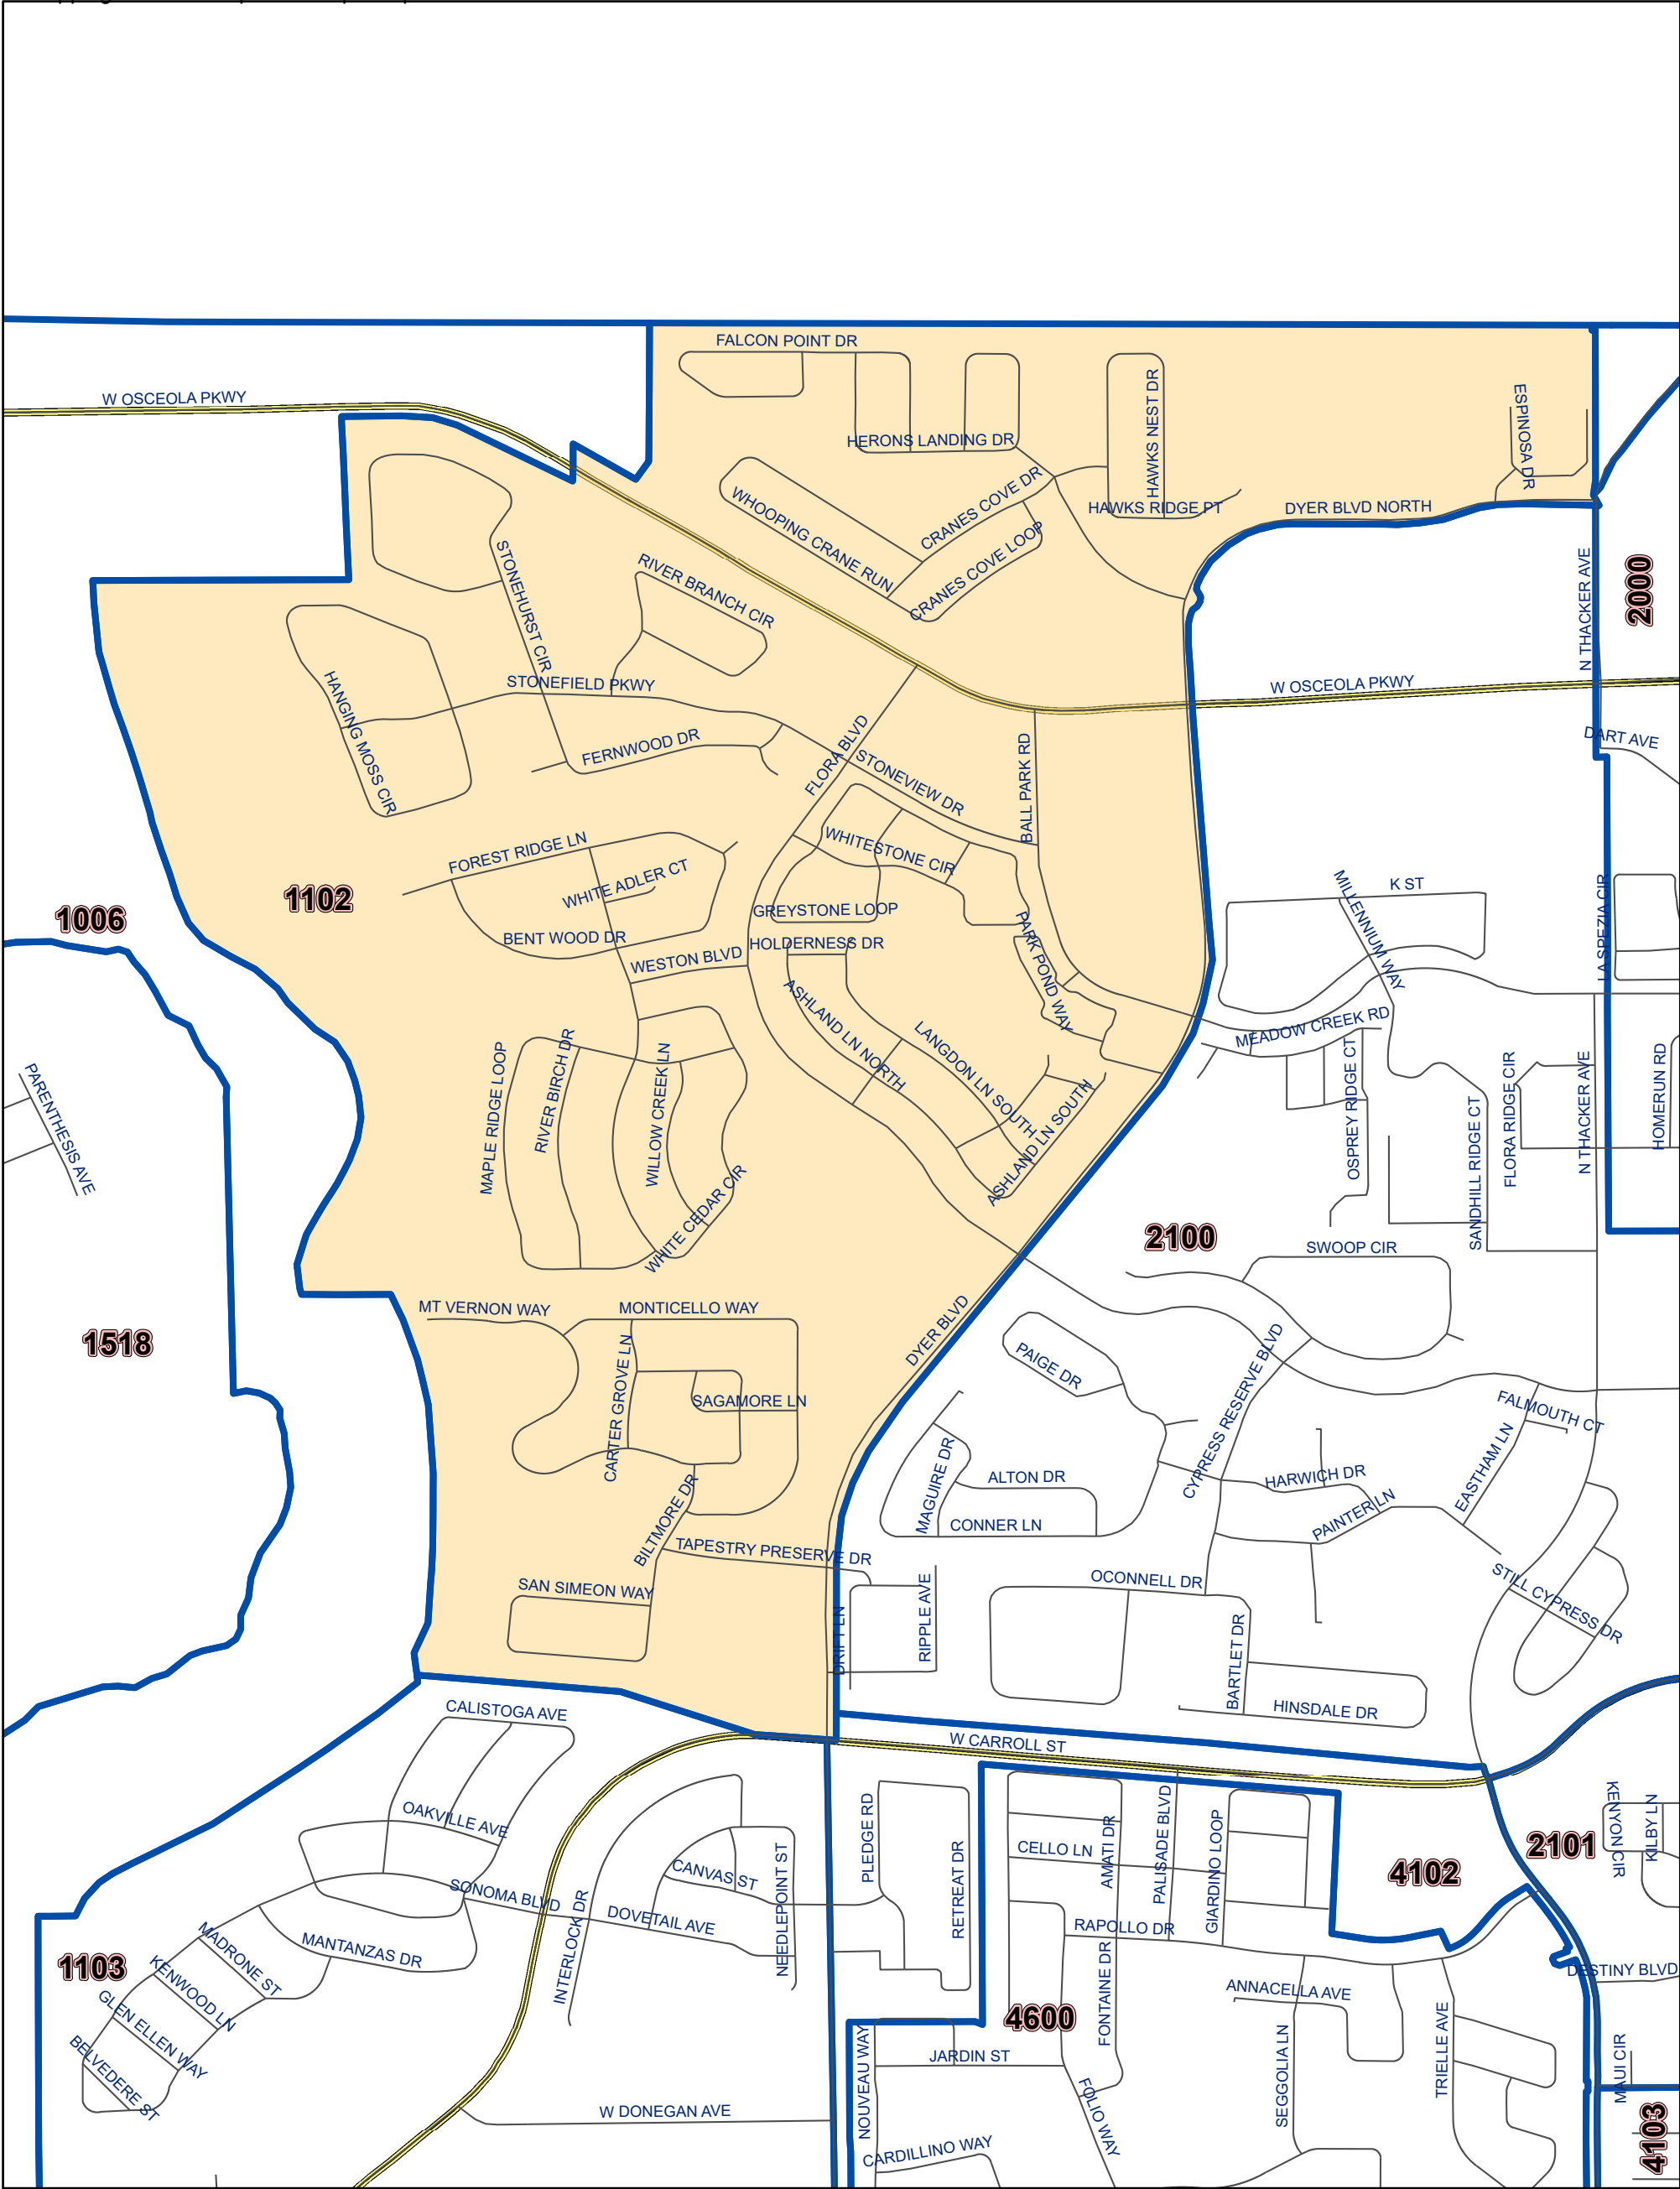 FALCON POINT DR
W OSCEOLA PKWY
HERONS LANDING DR
HAWKS NEST DR
ESPINOSA DR
WHOOPING CRANE RUN
CRANES COVE DR
HAWKS RIDGE PT
DYER BLVD NORTH
CRANES COVE LOOP
STONEHURST CIR
RIVER BRANCH CIR
N THACKER AVE
2000
HANGING MOSS CIR
STONEFIELD PKWY
W OSCEOLA PKWY
FERNWOOD DR
FLORA BLVD
STONEVIEW DR
BALL PARK RD
DART AVE
FOREST RIDGE LN
WHITE ADLER CT
WHITESTONE CIR
1006
1102
GREYSTONE LOOP
K ST
MILLENNIUM WAY
LA SPEZIA CIR
BENT WOOD DR
WESTON BLVD
HOLDERNESS DR
PARK POND WAY
ASHLAND LN NORTH
LANGDON LN SOUTH
MEADOW CREEK RD
PARENTHESIS AVE
MAPLE RIDGE LOOP
RIVER BIRCH DR
WILLOW CREEK LN
ASHLAND LN SOUTH
OSPREY RIDGE CT
SANDHILL RIDGE CT
FLORA RIDGE CIR
N THACKER AVE
HOMERUN RD
WHITE CEDAR CIR
2100
SWOOP CIR
MT VERNON WAY
MONTICELLO WAY
1518
DYER BLVD
PAIGE DR
CARTER GROVE LN
SAGAMORE LN
CYPRESS RESERVE BLVD
FALMOUTH CT
EASTHAM LN
MAGUIRE DR
ALTON DR
HARWICH DR
BILTMORE DR
CONNER LN
PAINTER LN
TAPESTRY PRESERVE DR
SAN SIMEON WAY
OCONNELL DR
STILL CYPRESS DR
DRIFT LN
RIPPLE AVE
BARTLET DR
CALISTOGA AVE
HINSDALE DR
W CARROLL ST
OAKVILLE AVE
PLEDGE RD
RETREAT DR
CELLO LN
AMATI DR
PALISADE BLVD
GIARDINO LOOP
4102
2101
KENYON CIR
KILBY LN
CANVAS ST
NEEDLEPOINT ST
SONOMA BLVD
INTERLOCK DR
DOVETAIL AVE
RAPOLLO DR
1103
MADRONE ST
MANTANZAS DR
KENWOOD LN
GLEN ELLEN WAY
BELVEDERE ST
4600
FONTAINE DR
ANNACELLA AVE
DESTINY BLVD
NOUVEAU WAY
JARDIN ST
FOLIO WAY
SEGGOLIA LN
TRIELLE AVE
MAUI CIR
W DONEGAN AVE
CARDILLINO WAY
4103